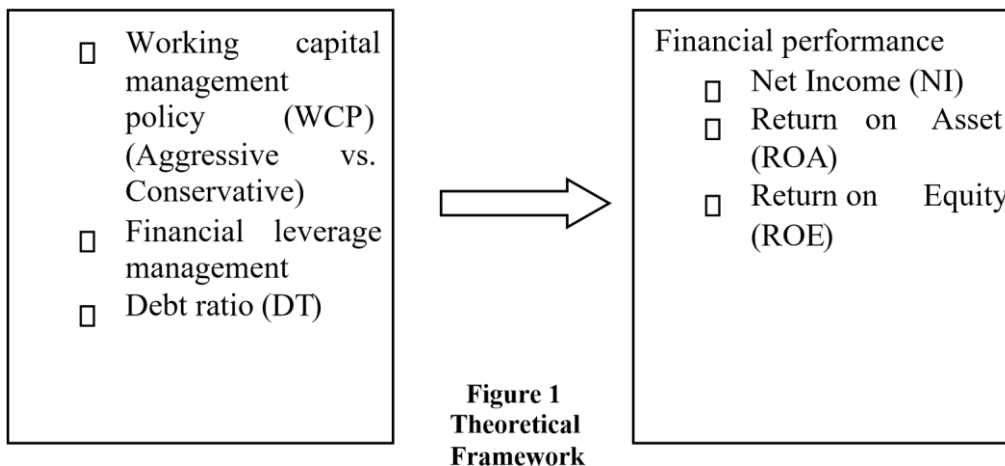 Working capital
management
policy (WCP)
(Aggressive vs.
Conservative)
Financial leverage
management
Debt ratio (DT)
Financial performance
Net Income (NI)
Return on Asset
(ROA)
Return on Equity
(ROE)
Figure 1
Theoretical
Framework